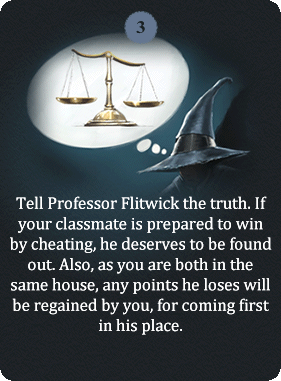 3
Tell Professor Flitwick the truth. If
your classmate is prepared to win
by cheating, he deserves to be found
out. Also, as you are both in the
same house, any points he loses will
be regained by you, for coming first
in his place.